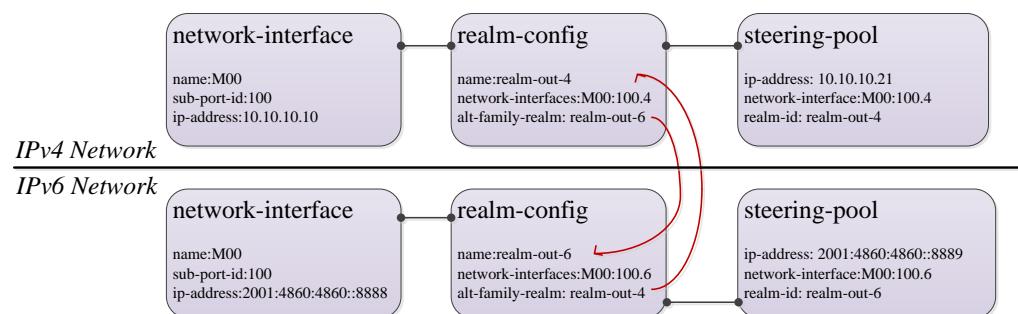 network-interface
name:M00
sub-port-id:100
ip-address:10.10.10.10
realm-config
name:realm-out-4
network-interfaces:M00:100.4
alt-family-realm: realm-out-6
steering-pool
ip-address: 10.10.10.21
network-interface:M00:100.4
realm-id: realm-out-4
IPv4 Network
IPv6 Network
network-interface
name:M00
sub-port-id:100
ip-address:2001:4860:4860::8888
realm-config
name:realm-out-6
network-interfaces:M00:100.6
alt-family-realm: realm-out-4
steering-pool
ip-address: 2001:4860:4860::8889
network-interface:M00:100.6
realm-id: realm-out-6